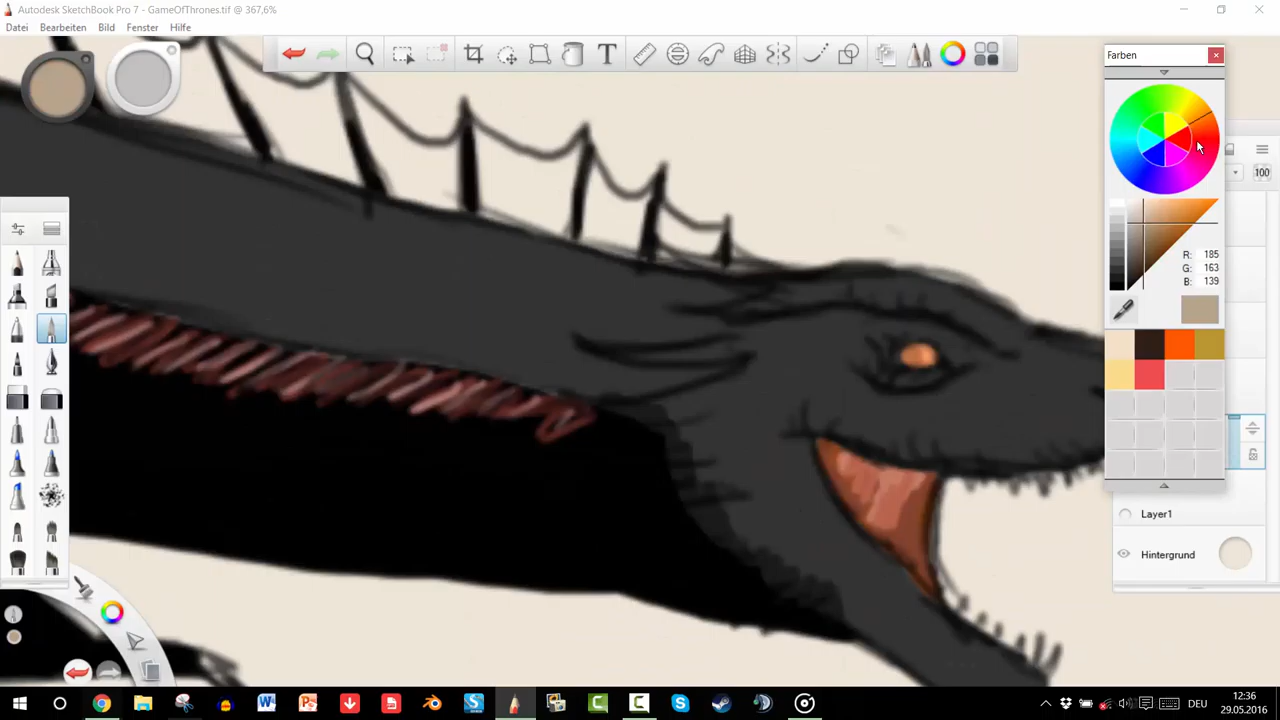 Autodesk SketchBook Pro 7 - GameOfThrones.tif @ 367,6%
Datei Bearbeiten Bild Fenster Hilfe
T
Farben
100
R: 185
G: 163
B: 139
Layer1
Hintergrund
DEU
12:36
29.05.2016